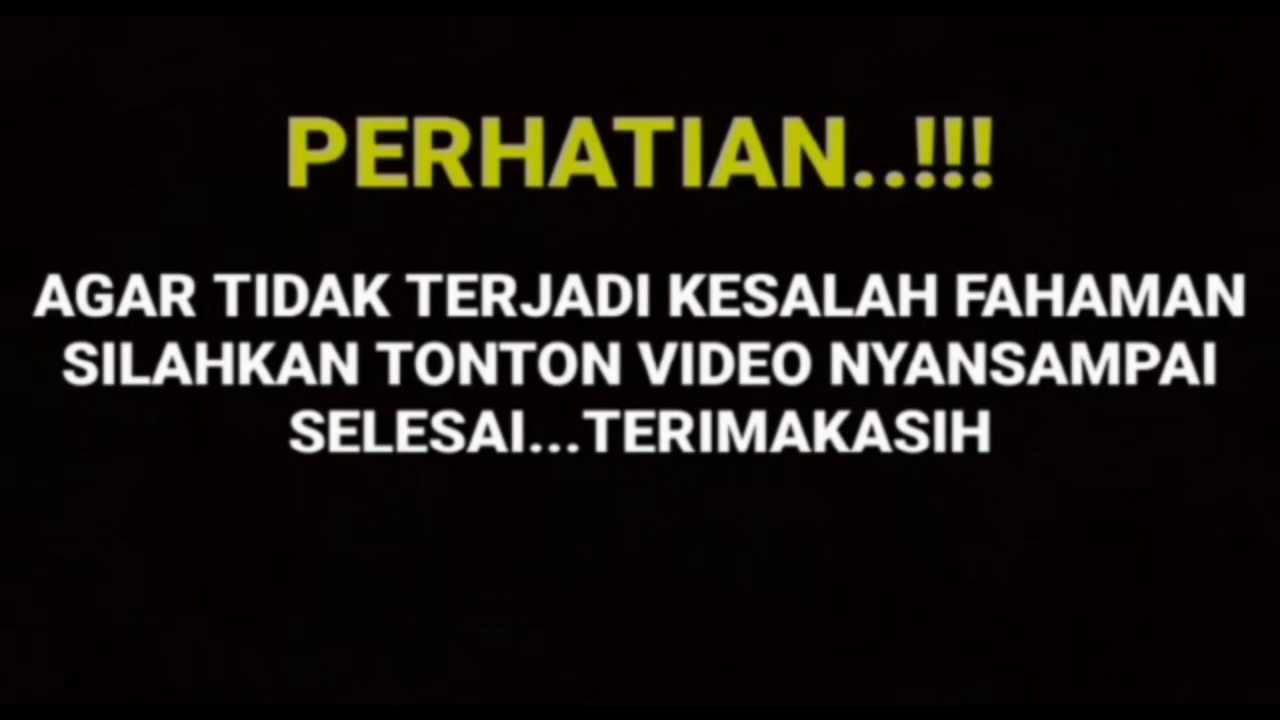 PERHATIAN..!!!
AGAR TIDAK TERJADI KESALAH FAHAMAN
SILAHKAN TONTON VIDEO NYANSAMPAI
SELESAI...TERIMAKASIH